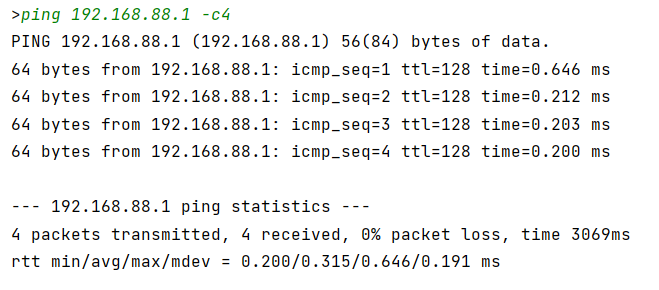 >ping 192.168.88.1 -c4
PING 192.168.88.1 (192.168.88.1) 56(84) bytes of data.
64 bytes from 192.168.88.1: icmp_seq=1 ttl=128 time=0.646 ms
64 bytes from 192.168.88.1: icmp_seq=2 ttl=128 time=0.212 ms
64 bytes from 192.168.88.1: icmp_seq=3 ttl=128 time=0.203 ms
64 bytes from 192.168.88.1: icmp_seq=4 ttl=128 time=0.200 ms

--- 192.168.88.1 ping statistics ---
4 packets transmitted, 4 received, 0% packet loss, time 3069ms
rtt min/avg/max/mdev = 0.200/0.315/0.646/0.191 ms